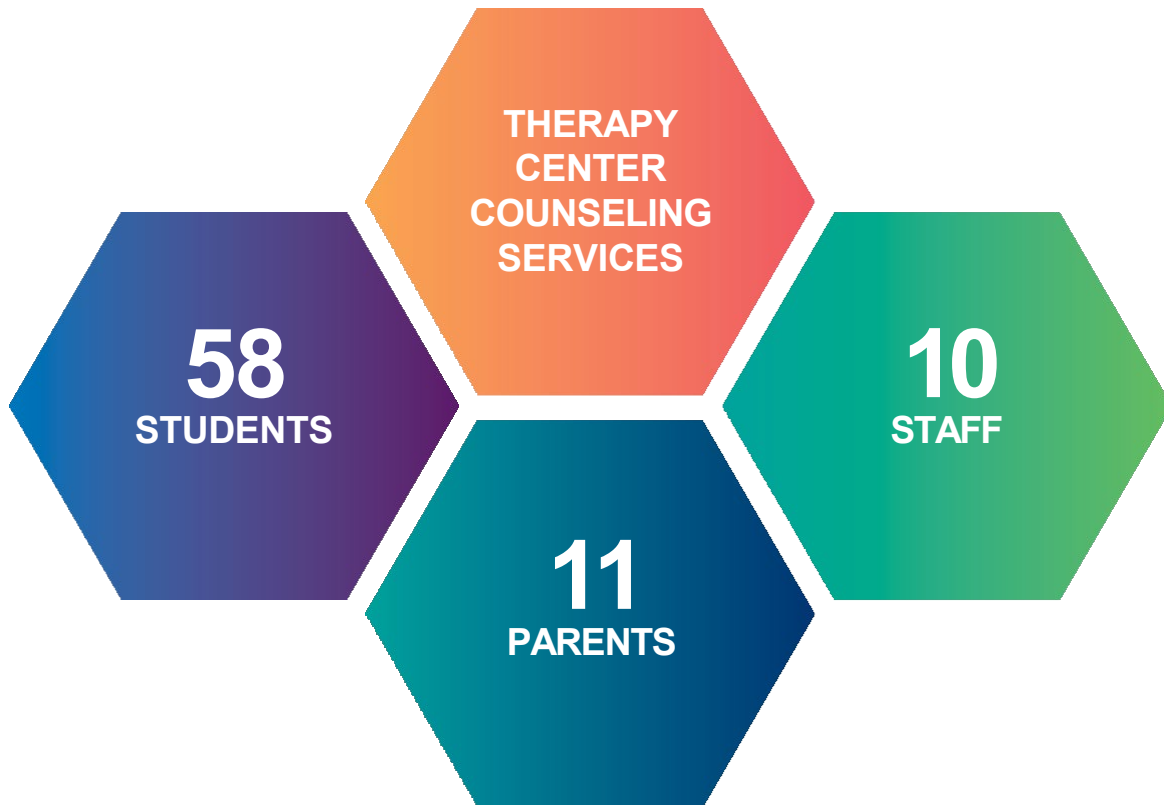 THERAPY
CENTER
COUNSELING
SERVICES
58
STUDENTS
10
STAFF
11
PARENTS